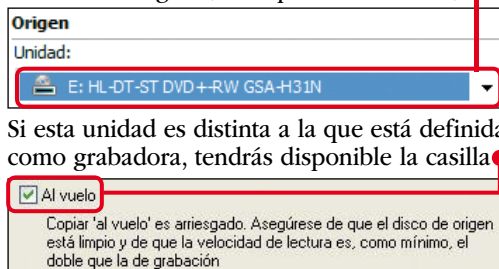 Origen
Unidad:
E: HL-DT-ST DVD+-RW GSA-H31N
Si esta unidad es distinta a la que está definida
como grabadora, tendrás disponible la casilla
Al vuelo
Copiar 'al vuelo' es arriesgado. Asegúrese de que el disco de origen
está limpio y de que la velocidad de lectura es, como mínimo, el
doble que la de grabación